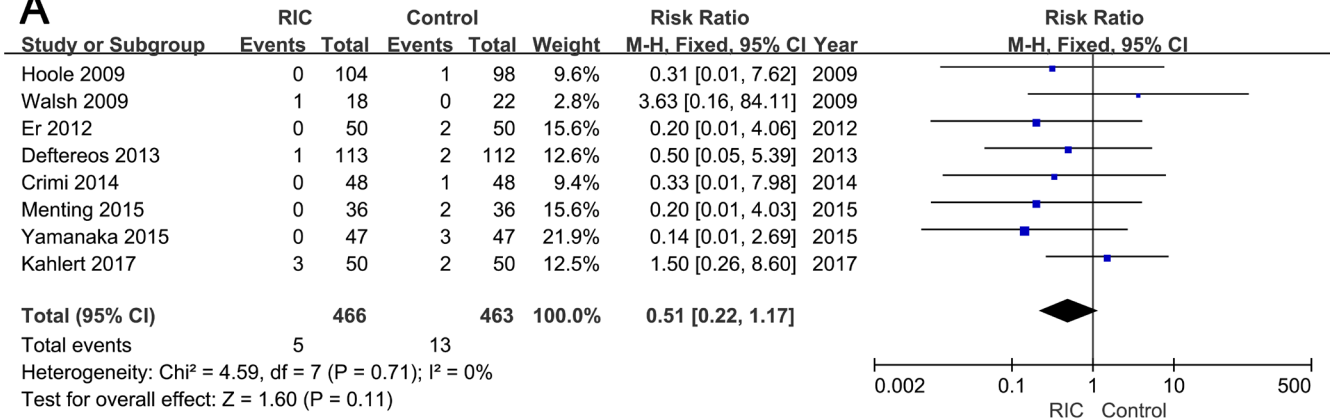 A
RIC Control Risk Ratio Risk Ratio
Study or Subgroup Events Total Events Total Weight M-H, Fixed, 95% CI Year M-H, Fixed, 95% CI
Hoole 2009 0 104 1 98 9.6% 0.31 [0.01, 7.62] 2009
Walsh 2009 1 18 0 22 2.8% 3.63 [0.16, 84.11] 2009
Er 2012 0 50 2 50 15.6% 0.20 [0.01, 4.06] 2012
Deftereos 2013 1 113 2 112 12.6% 0.50 [0.05, 5.39] 2013
Crimi 2014 0 48 1 48 9.4% 0.33 [0.01, 7.98] 2014
Menting 2015 0 36 2 36 15.6% 0.20 [0.01, 4.03] 2015
Yamanaka 2015 0 47 3 47 21.9% 0.14 [0.01, 2.69] 2015
Kahlert 2017 3 50 2 50 12.5% 1.50 [0.26, 8.60] 2017
Total (95% CI) 466 463 100.0% 0.51 [0.22, 1.17]
Total events 5 13
Heterogeneity: Chi² = 4.59, df = 7 (P = 0.71); I² = 0%
Test for overall effect: Z = 1.60 (P = 0.11)
0.002 0.1 1 10 500
RIC Control